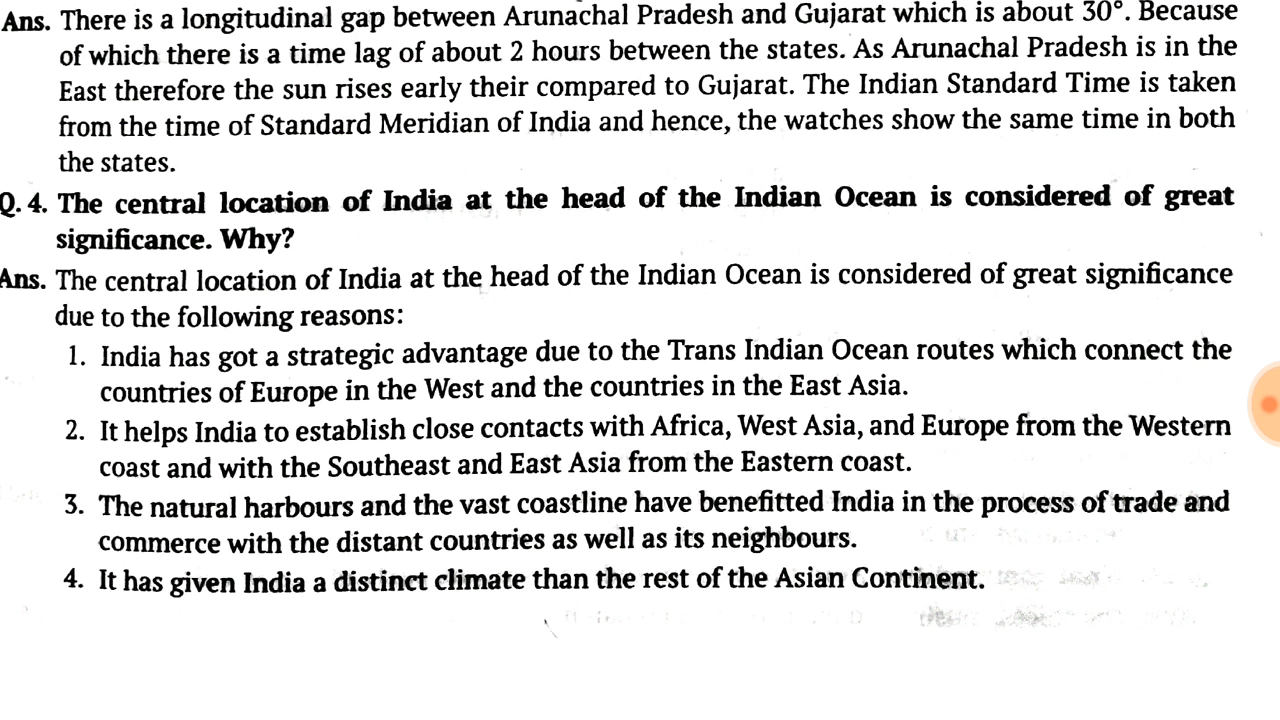 Ans. There is a longitudinal gap between Arunachal Pradesh and Gujarat which is about 30°. Because
of which there is a time lag of about 2 hours between the states. As Arunachal Pradesh is in the
East therefore the sun rises early their compared to Gujarat. The Indian Standard Time is taken
from the time of Standard Meridian of India and hence, the watches show the same time in both
the states.
Q. 4. The central location of India at the head of the Indian Ocean is considered of great
significance. Why?
Ans. The central location of India at the head of the Indian Ocean is considered of great significance
due to the following reasons:
1. India has got a strategic advantage due to the Trans Indian Ocean routes which connect the
countries of Europe in the West and the countries in the East Asia.
2. It helps India to establish close contacts with Africa, West Asia, and Europe from the Western
coast and with the Southeast and East Asia from the Eastern coast.
3. The natural harbours and the vast coastline have benefitted India in the process of trade and
commerce with the distant countries as well as its neighbours.
4. It has given India a distinct climate than the rest of the Asian Continent.